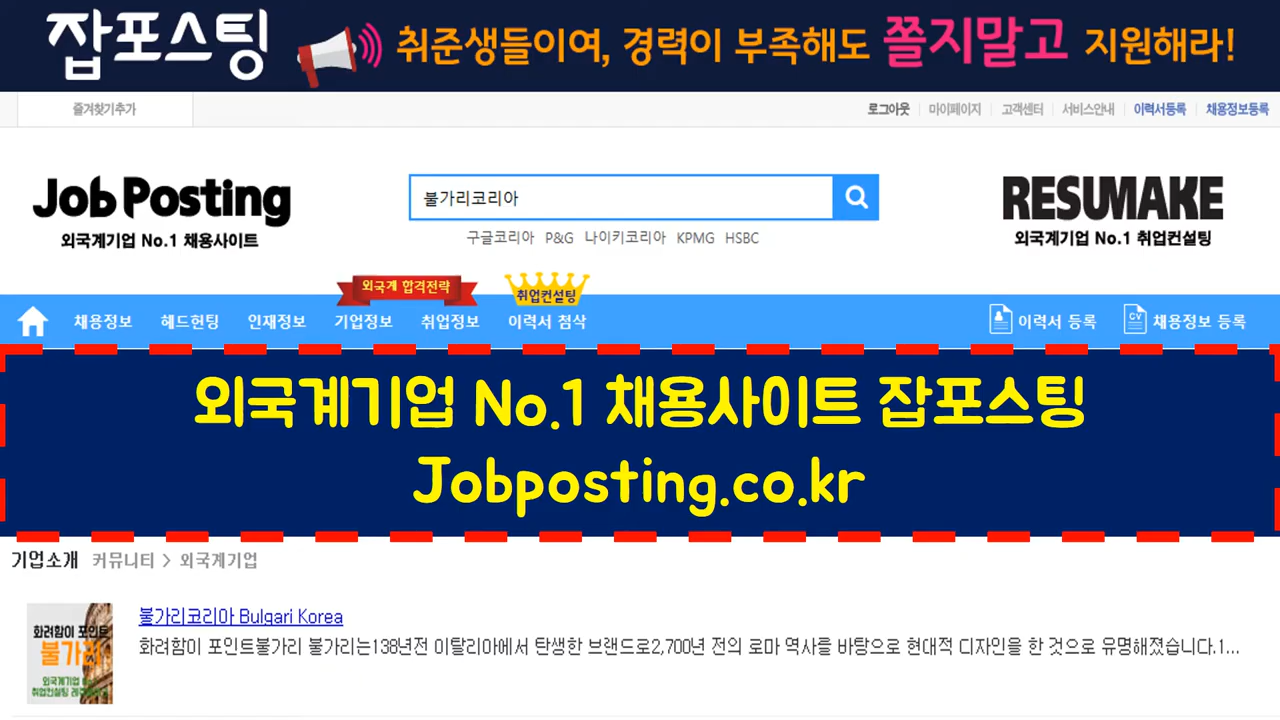 잡포스팅 취준생들이여, 경력이 부족해도 쫄지말고 지원해라!
즐겨찾기추가 로그아웃 마이페이지 고객센터 서비스안내 이력서등록 채용정보등록
Job Posting
외국계기업 No.1 채용사이트
불가리코리아
구글코리아 P&G 나이키코리아 KPMG HSBC
RESUMAKE
외국계기업 No.1 취업컨설팅
외국계 합격전략 취업컨설팅
채용정보 헤드헌팅 인재정보 기업정보 취업정보 이력서 첨삭 CV 이력서 등록 채용정보 등록
외국계기업 No.1 채용사이트 잡포스팅
Jobposting.co.kr
기업소개 커뮤니티 > 외국계기업
화려함이 포인트
불가리
외국계기업
취업컨설팅
불가리코리아 Bulgari Korea
화려함이 포인트불가리 불가리는138년전 이탈리아에서 탄생한 브랜드로2,700년 전의 로마 역사를 바탕으로 현대적 디자인을 한 것으로 유명해졌습니다.1...